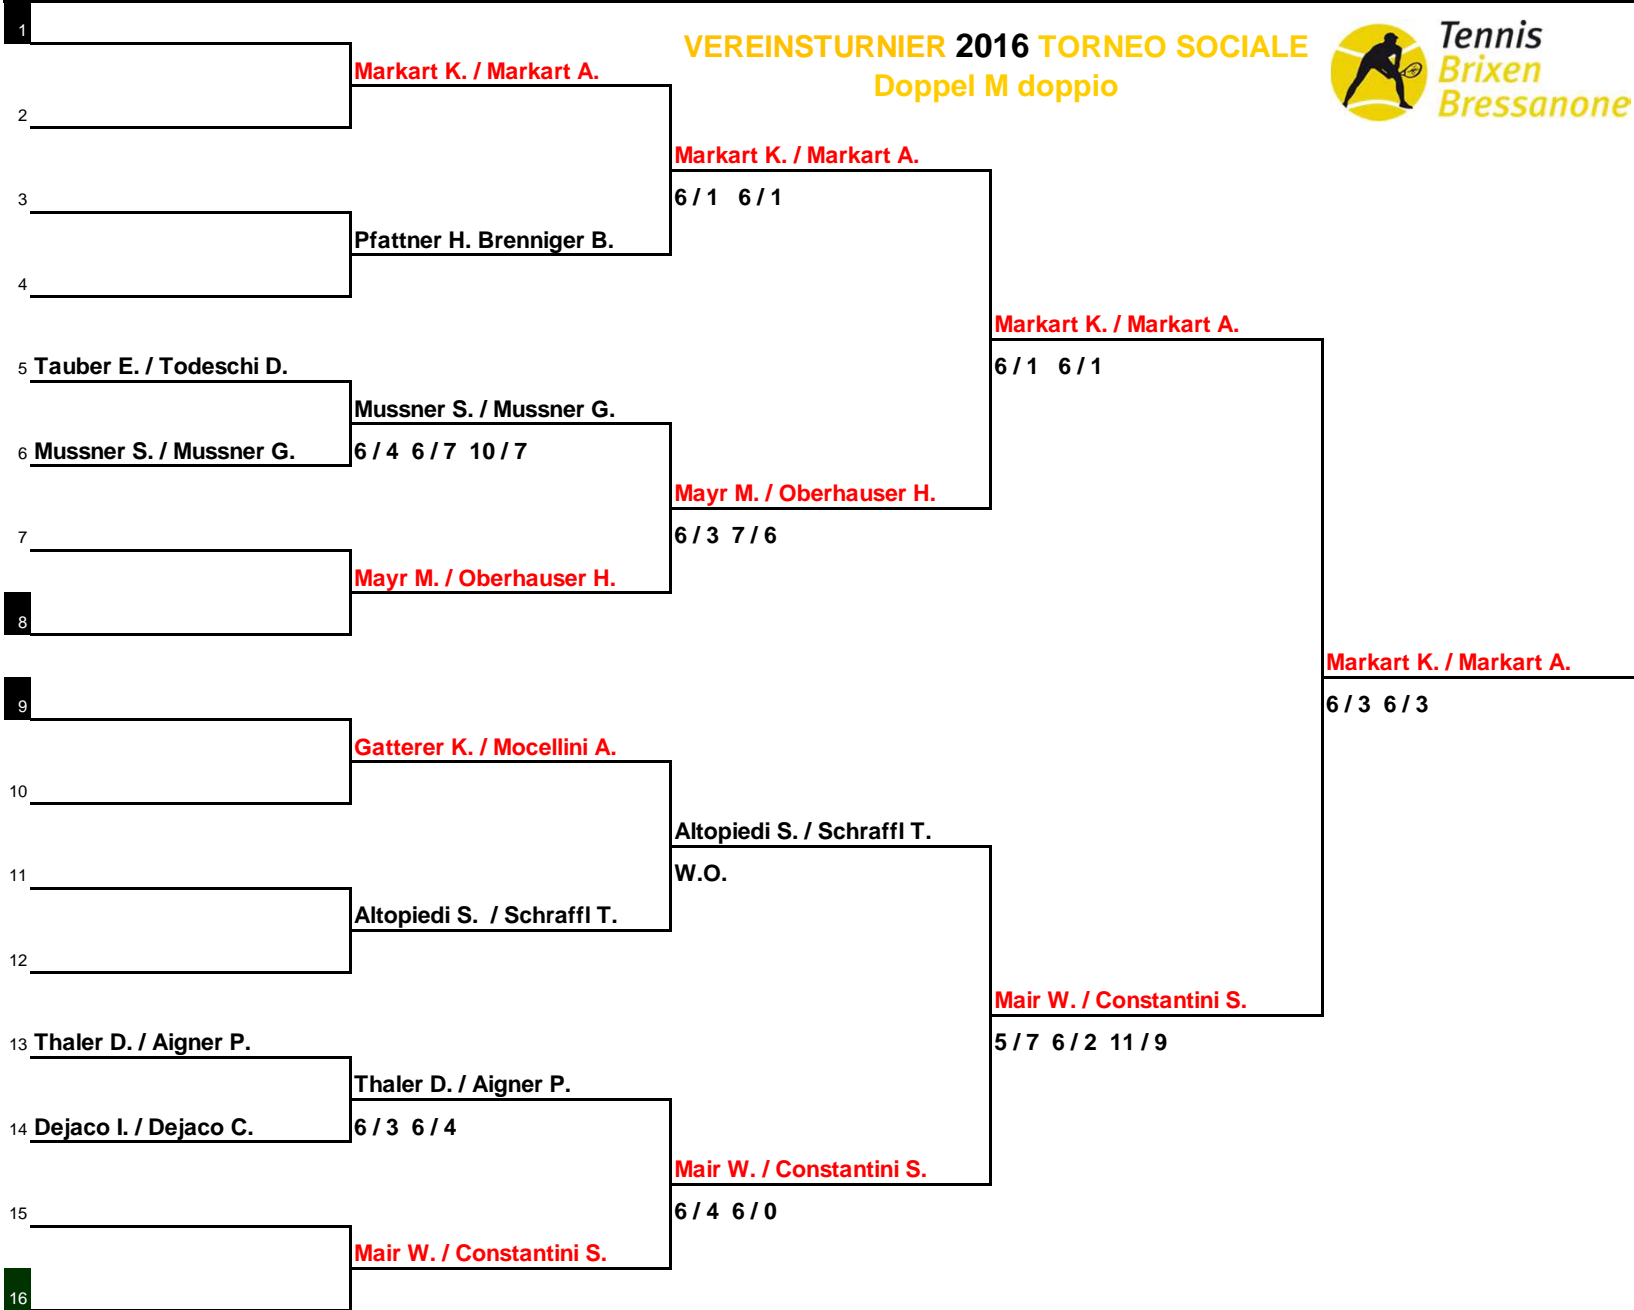 1
VEREINSTURNIER 2016 TORNEO SOCIALE
Doppel M doppio
Tennis
Brixen
Bressanone
Markart K. / Markart A.
2
Markart K. / Markart A.
3
6 / 1 6 / 1
Pfattner H. Brenniger B.
4
Markart K. / Markart A.
5 Tauber E. / Todeschi D.
6 / 1 6 / 1
Mussner S. / Mussner G.
6 Mussner S. / Mussner G.
6 / 4 6 / 7 10 / 7
Mayr M. / Oberhauser H.
7
6 / 3 7 / 6
Mayr M. / Oberhauser H.
8
Markart K. / Markart A.
9
6 / 3 6 / 3
Gatterer K. / Mocellini A.
10
Altopiedi S. / Schraffl T.
11
W.O.
Altopiedi S. / Schraffl T.
12
Mair W. / Constantini S.
13 Thaler D. / Aigner P.
5 / 7 6 / 2 11 / 9
Thaler D. / Aigner P.
14 Dejaco I. / Dejaco C.
6 / 3 6 / 4
Mair W. / Constantini S.
15
6 / 4 6 / 0
Mair W. / Constantini S.
16